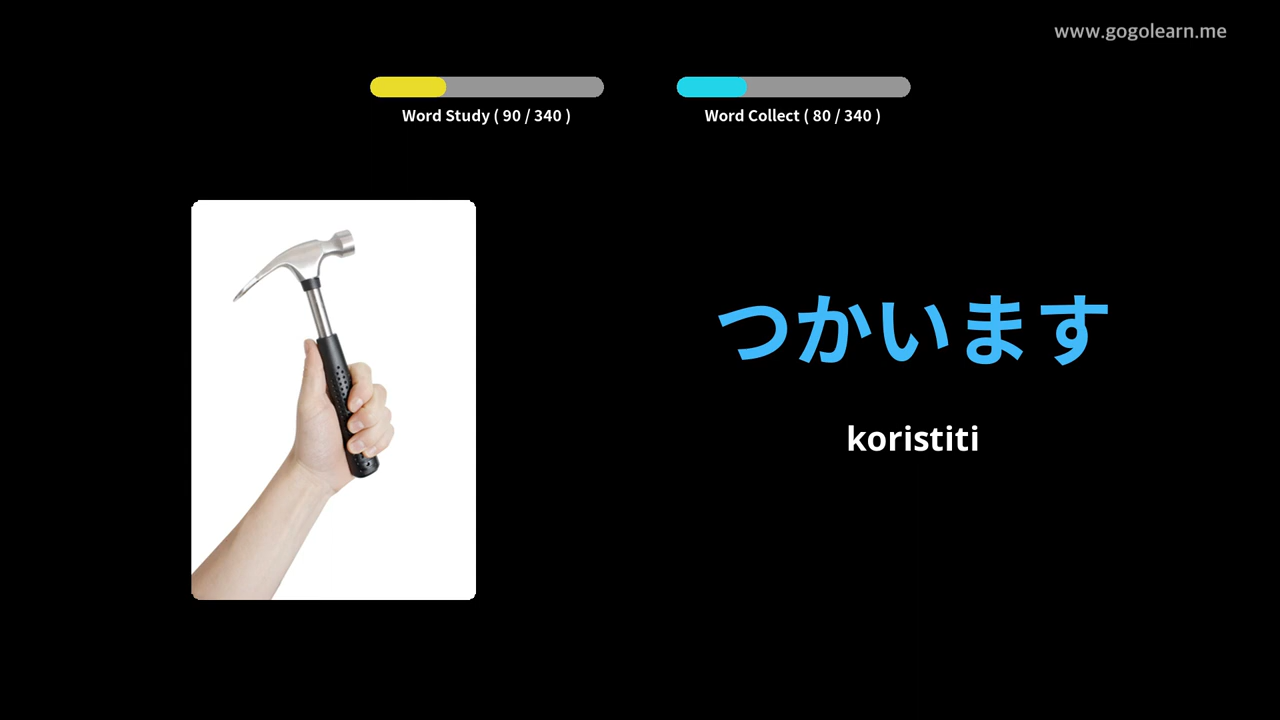 www.gogolearn.me
Word Study ( 90 / 340 )
Word Collect ( 80 / 340 )
つかいます
koristiti